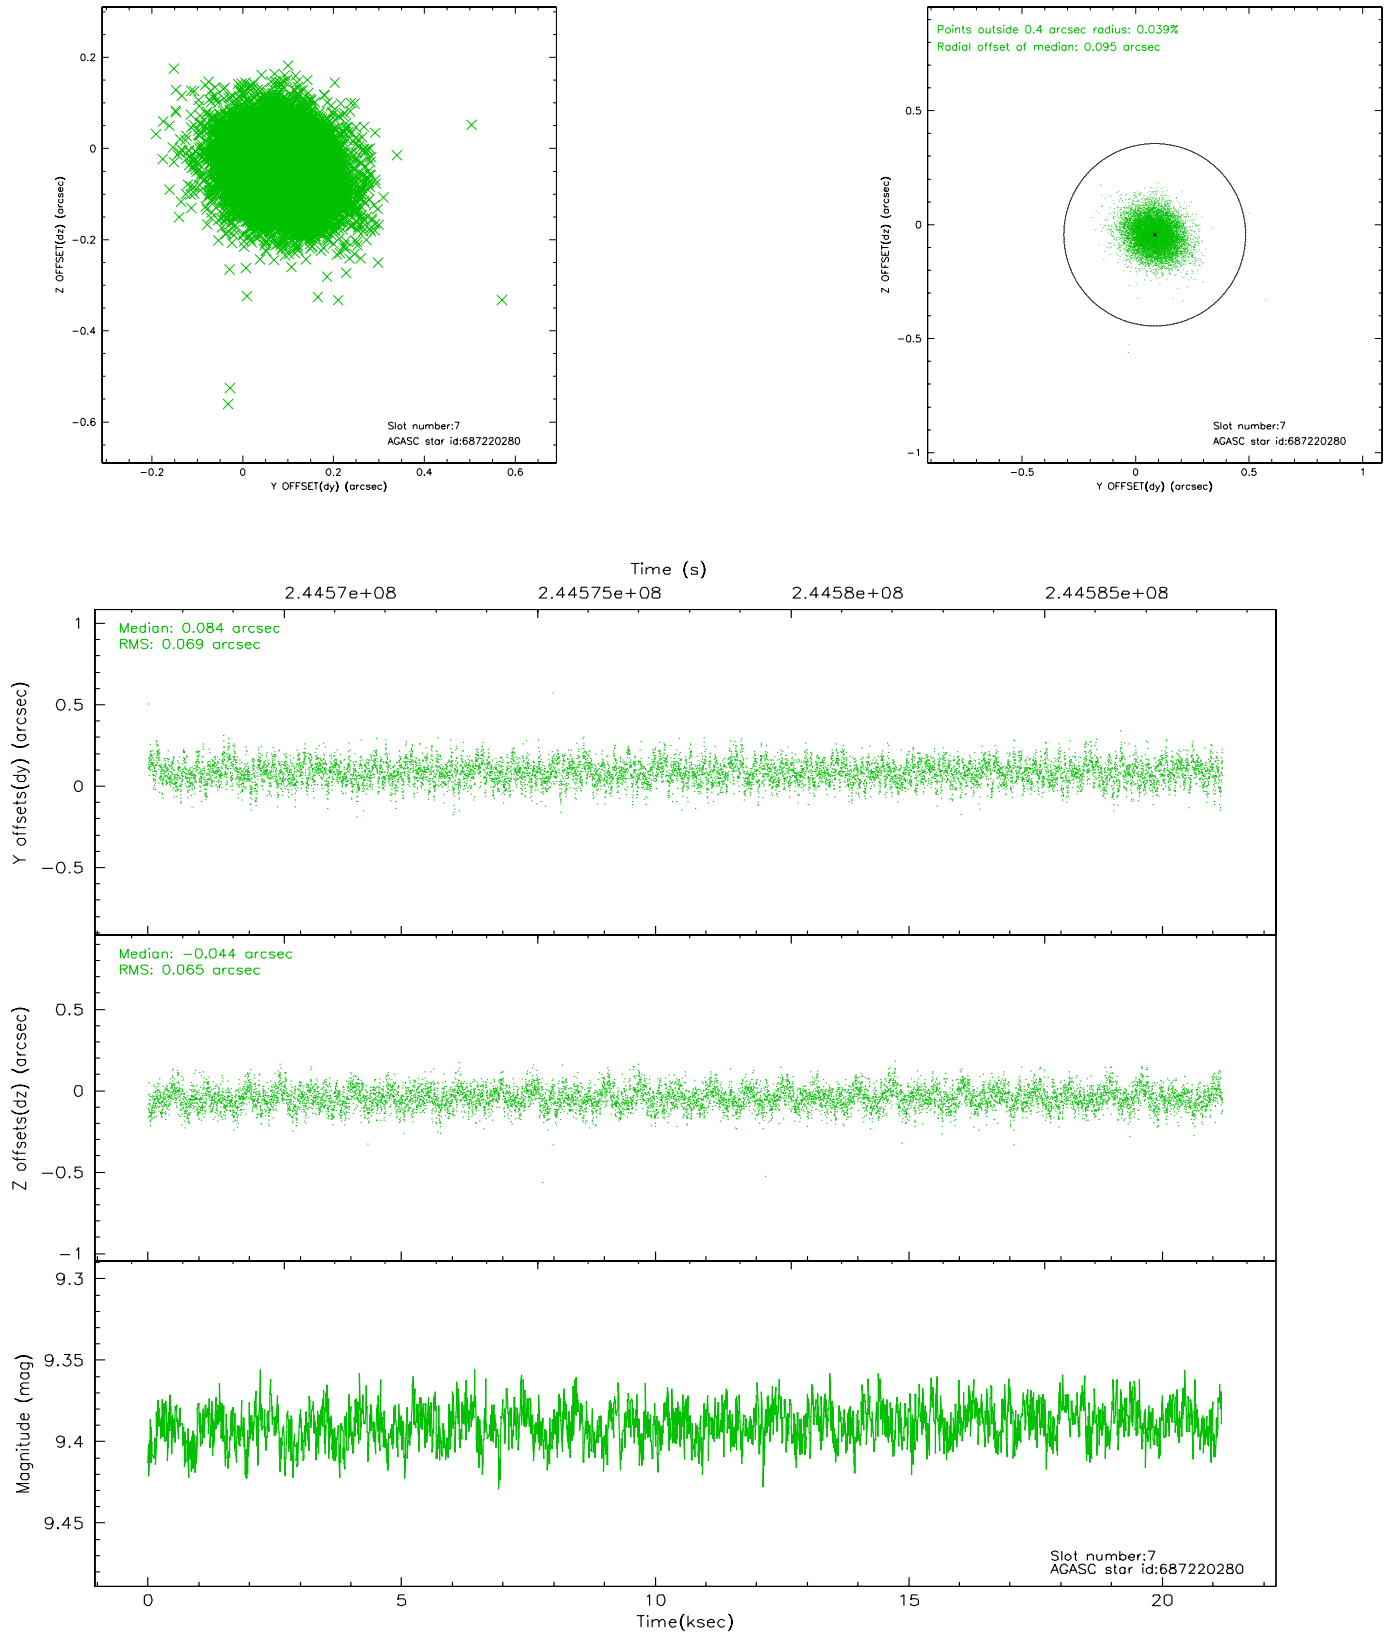 0.2
0
−0.2
−0.4
−0.6
Z OFFSET(dz) (arcsec)
Slot number:7
AGASC star id:687220280
−0.2
0
0.2
0.4
0.6
Y OFFSET(dy) (arcsec)
Points outside 0.4 arcsec radius: 0.039%
Radial offset of median: 0.095 arcsec
0.5
0
−0.5
−1
Z OFFSET(dz) (arcsec)
Slot number:7
AGASC star id:687220280
−0.5
0
0.5
1
Y OFFSET(dy) (arcsec)
Time (s)
2.4457e+08
2.44575e+08
2.4458e+08
2.44585e+08
Median: 0.084 arcsec
RMS: 0.069 arcsec
1
0.5
0
−0.5
Y offsets(dy) (arcsec)
Median: −0.044 arcsec
RMS: 0.065 arcsec
0.5
0
−0.5
−1
Z offsets(dz) (arcsec)
9.3
9.35
9.4
9.45
Magnitude (mag)
Slot number:7
AGASC star id:687220280
0
5
10
15
20
Time(ksec)